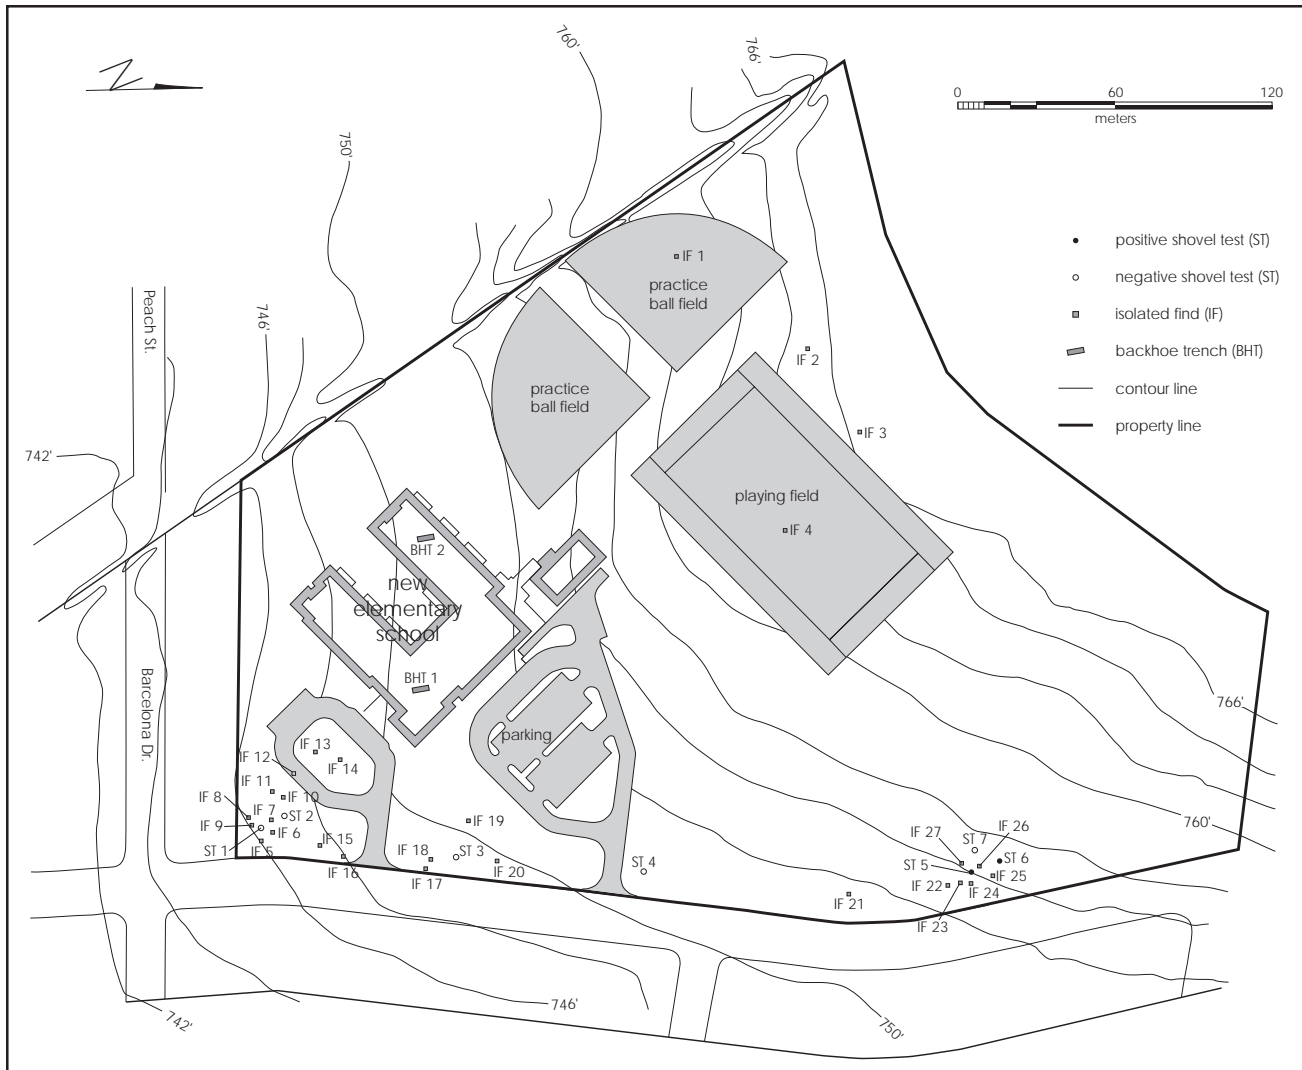 760'
766'
N
0 60 120
meters
750'
positive shovel test (ST)
negative shovel test (ST)
isolated find (IF)
backhoe trench (BHT)
contour line
property line
IF 1
practice
ball field
Peach St.
746'
IF 2
practice
ball field
IF 3
742'
playing field
IF 4
BHT 2
new
elementary
school
BHT 1
Barcelona Dr.
766'
parking
IF 13
IF 12
IF 14
IF 11
IF 8
IF 10
IF 7
ST 2
IF 9
IF 6
ST 1
IF 5
IF 15
IF 16
IF 19
IF 18
ST 3
IF 17
IF 20
ST 4
760'
IF 26
IF 27
ST 7
ST 5
ST 6
IF 25
IF 22
IF 24
IF 21
IF 23
746'
742'
750'